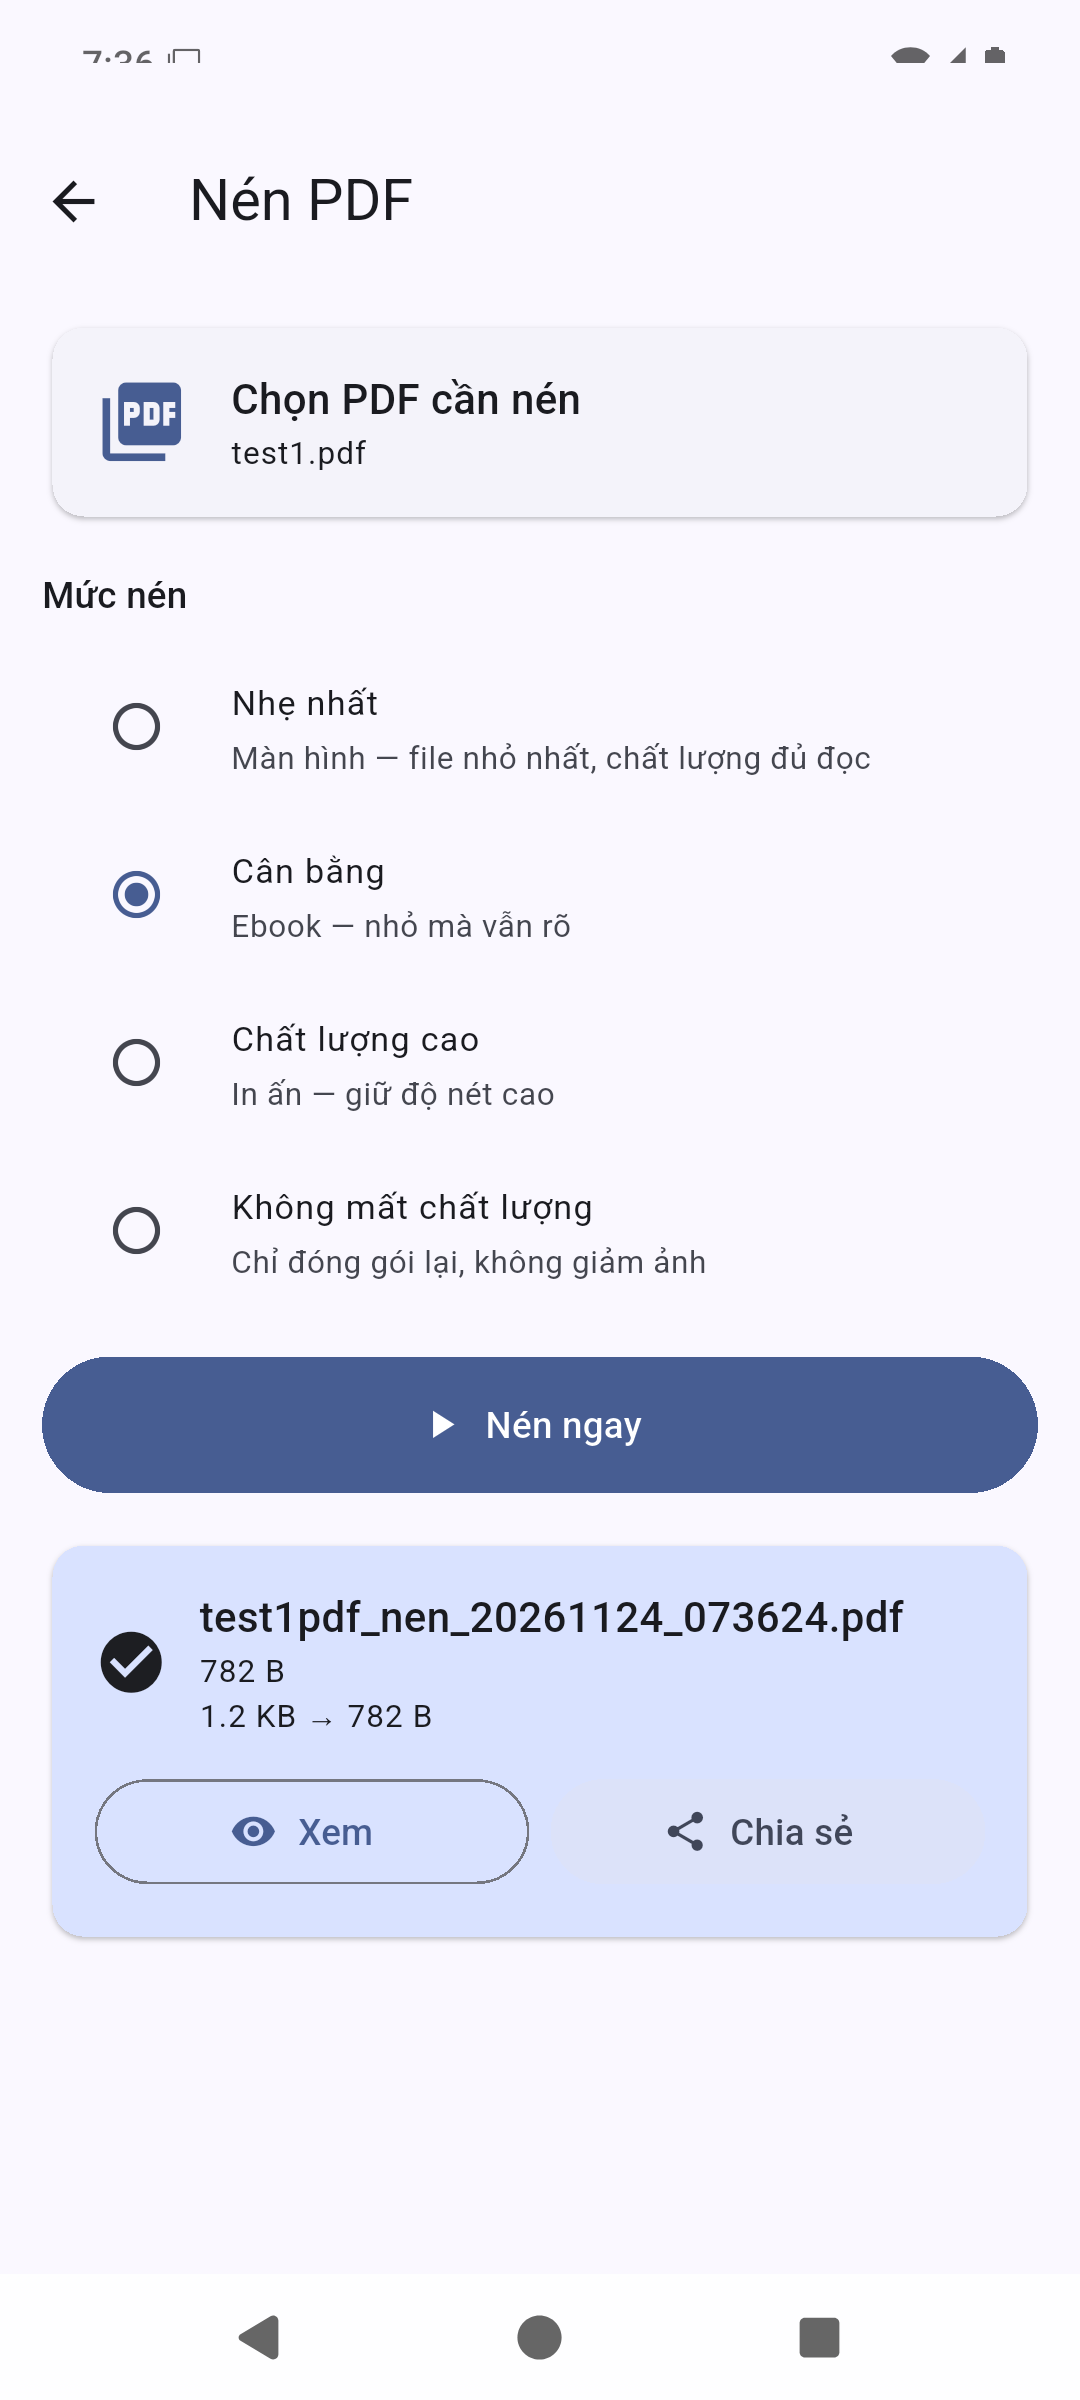 7:36
Nén PDF
PDF
Chọn PDF cần nén
test1.pdf
Mức nén
Nhẹ nhất
Màn hình — file nhỏ nhất, chất lượng đủ đọc
Cân bằng
Ebook — nhỏ mà vẫn rõ
Chất lượng cao
In ấn — giữ độ nét cao
Không mất chất lượng
Chỉ đóng gói lại, không giảm ảnh
Nén ngay
test1pdf_nen_20261124_073624.pdf
782 B
1.2 KB → 782 B
Xem
Chia sẻ